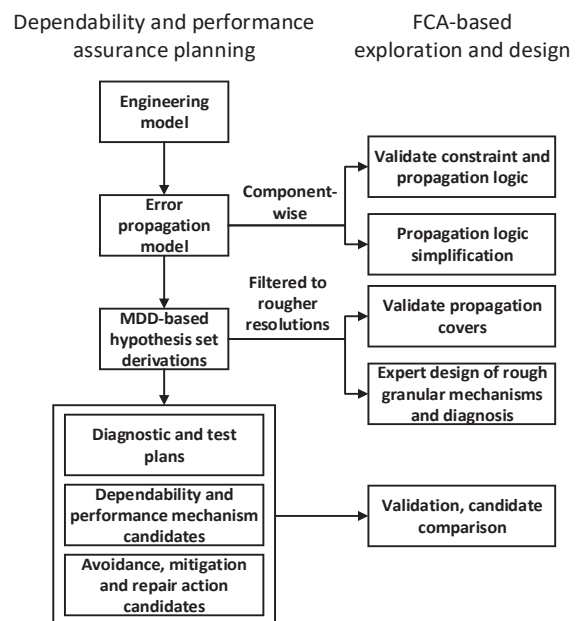 Dependability and performance
assurance planning
FCA-based
exploration and design
Engineering
model
Error
propagation
model
Component-
wise
Validate constraint and
propagation logic
Propagation logic
simplification
MDD-based
hypothesis set
derivations
Filtered to
rougher
resolutions
Validate propagation
covers
Expert design of rough
granular mechanisms
and diagnosis
Diagnostic and test
plans
Dependability and
performance mechanism
candidates
Avoidance, mitigation
and repair action
candidates
Validation, candidate
comparison